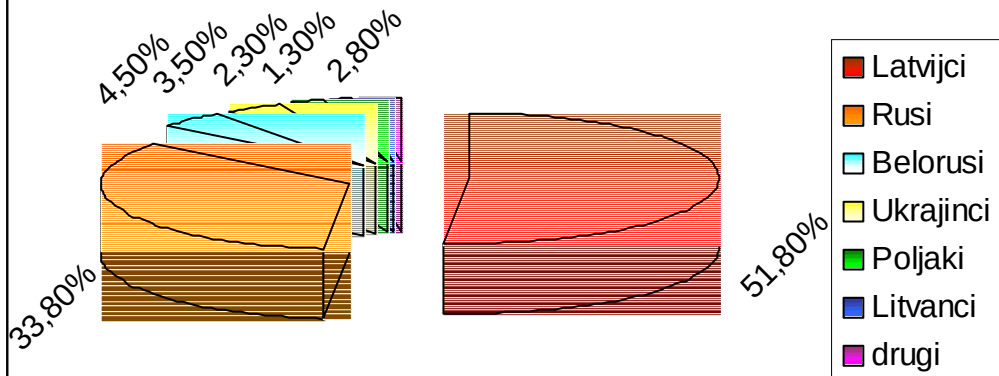 4,50%
3,50%
2,30%
1,30%
2,80%
33,80%
51,80%
Latvijci
Rusi
Belorusi
Ukrajinci
Poljaki
Litvanci
drugi